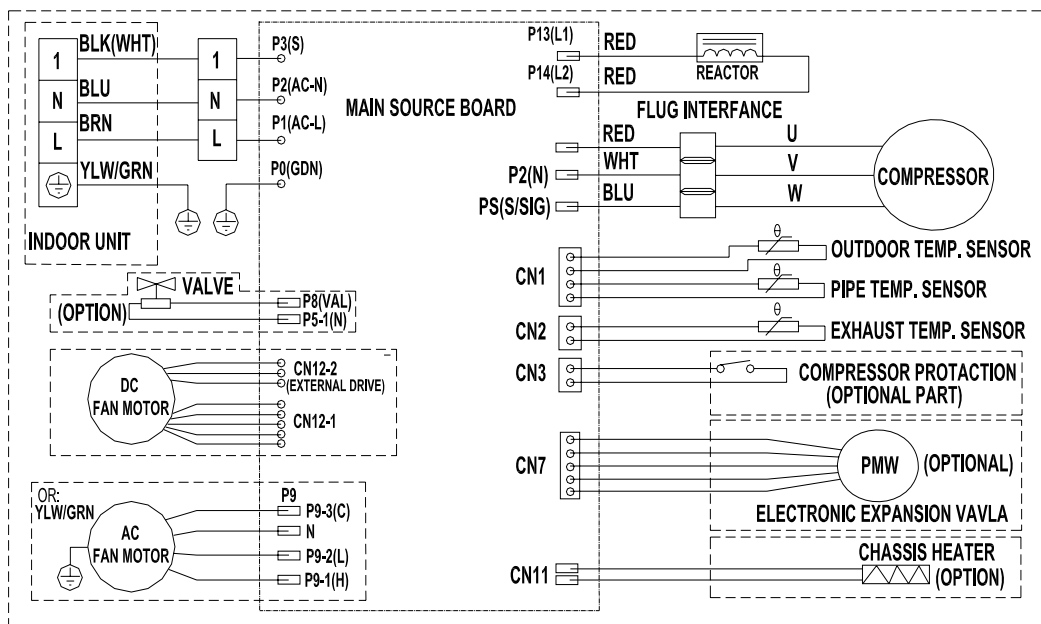 BLK(WHT)
1
1
P3(S)
BLU
N
N
P2(AC-N)
BRN
L
L
P1(AC-L)
YLW/GRN
P0(GDN)
INDOOR UNIT
MAIN SOURCE BOARD
P13(L1)
RED
P14(L2)
RED
REACTOR
FLUG INTERFANCE
RED
U
P2(N)
WHT
V
PS(S/SIG)
BLU
W
COMPRESSOR
VALVE
(OPTION)
P8(VAL)
P5-1(N)
CN1
θ
OUTDOOR TEMP. SENSOR
θ
PIPE TEMP. SENSOR
CN2
θ
EXHAUST TEMP. SENSOR
DC
FAN MOTOR
CN12-2
(EXTERNAL DRIVE)
CN12-1
CN3
COMPRESSOR PROTACTION
(OPTIONAL PART)
CN7
PMW
(OPTIONAL)
ELECTRONIC EXPANSION VAVLA
OR:
YLW/GRN
AC
FAN MOTOR
P9
P9-3(C)
N
P9-2(L)
P9-1(H)
CN11
CHASSIS HEATER
(OPTION)